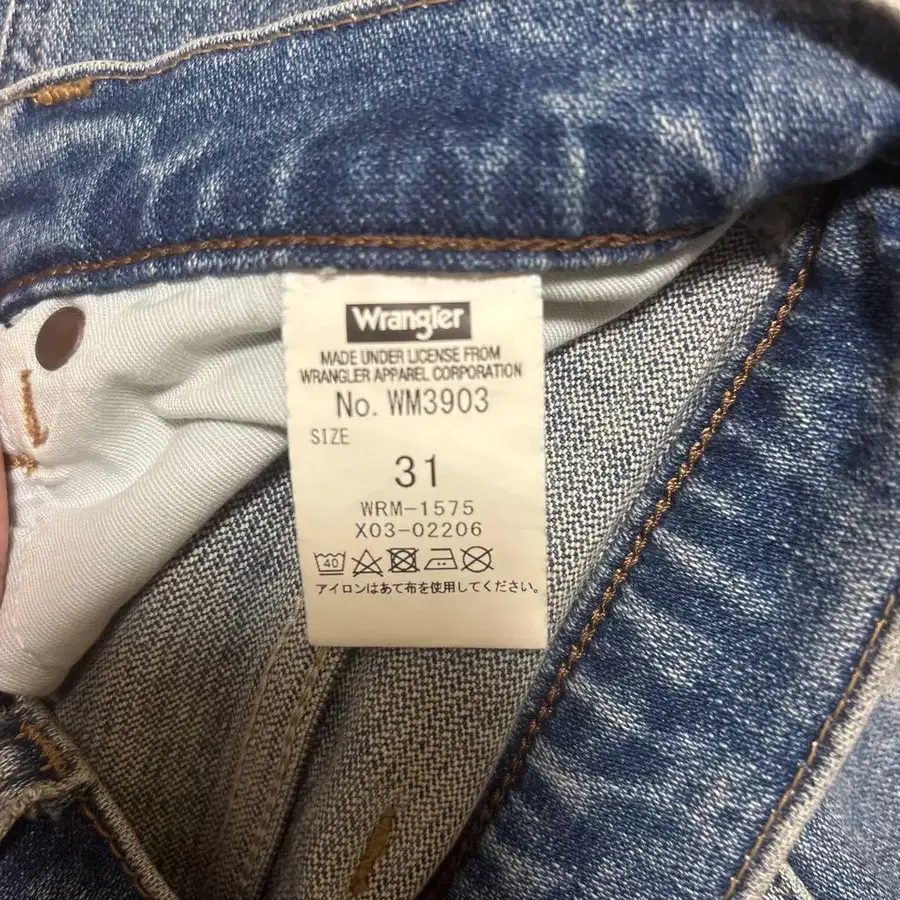 Wrangler
MADE UNDER LICENSE FROM
WRANGLER APPAREL CORPORATION
No. WM3903
SIZE
31
WRM-1575
X03-02206
40
アイロンはあて布を使用してください。